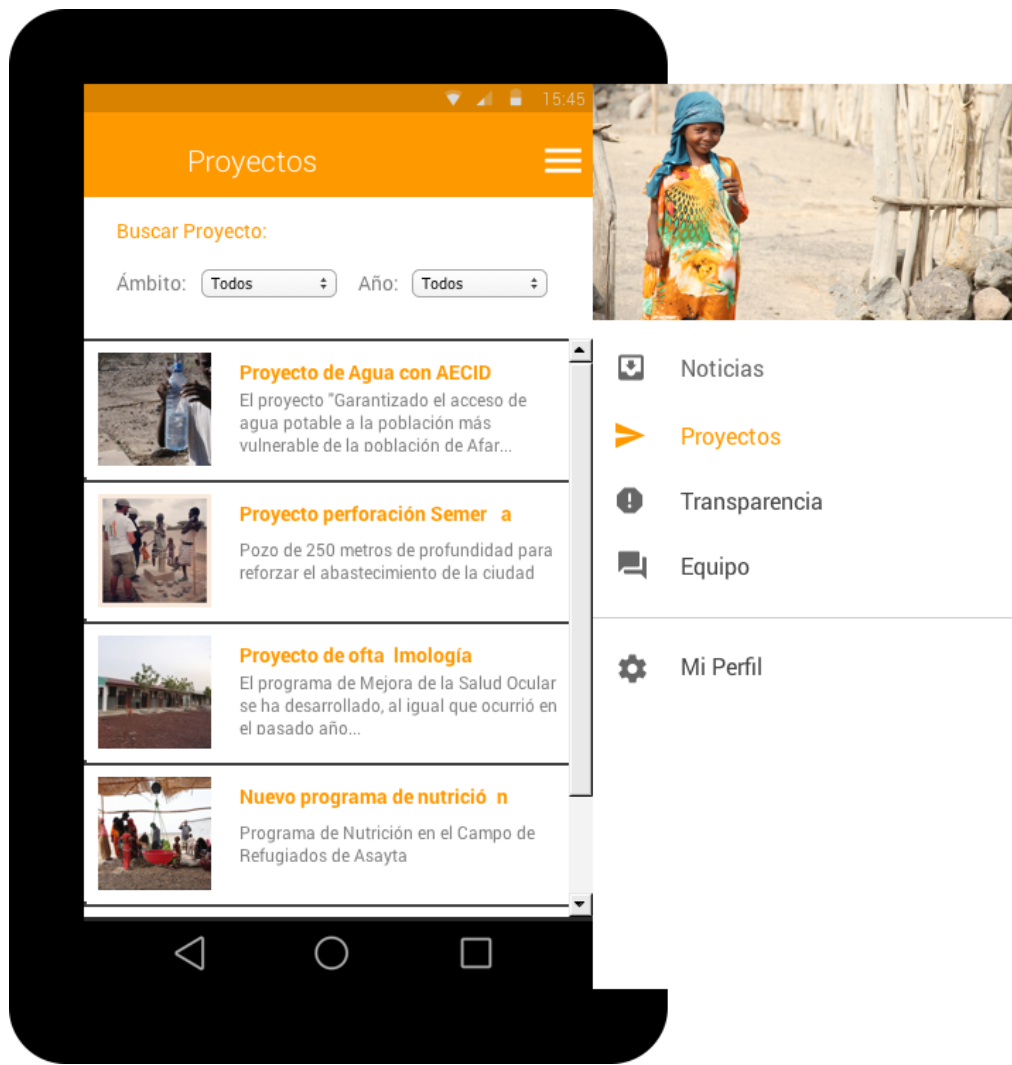 15:45
Proyectos
Buscar Proyecto:
Ámbito: Todos Año: Todos
Proyecto de Agua con AECID
El proyecto "Garantizado el acceso de
agua potable a la población más
vulnerable de la población de Afar...
Proyecto perforación Semer a
Pozo de 250 metros de profundidad para
reforzar el abastecimiento de la ciudad
Proyecto de ofta lmología
El programa de Mejora de la Salud Ocular
se ha desarrollado, al igual que ocurrió en
el pasado año...
Nuevo programa de nutrició n
Programa de Nutrición en el Campo de
Refugiados de Asayta
Noticias
Proyectos
Transparencia
Equipo
Mi Perfil